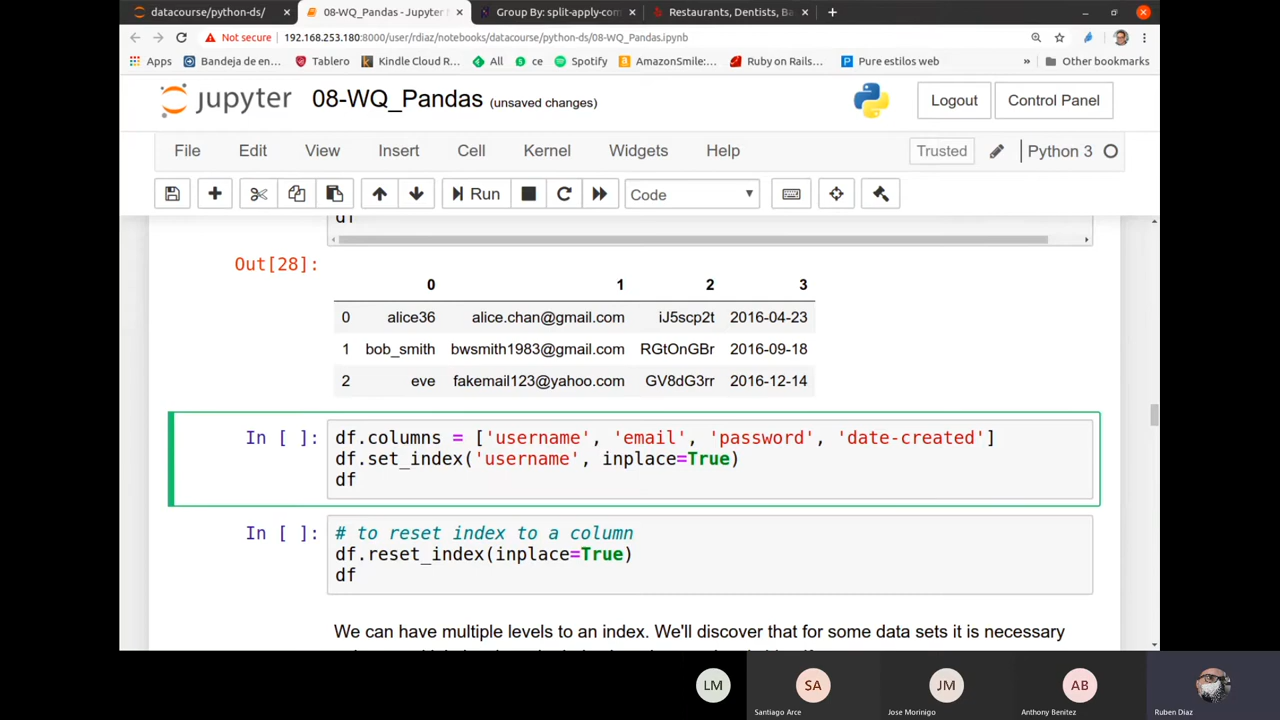 datacourse/python-ds/
08-WQ_Pandas - Jupyter
Group By: split-apply-com
Restaurants, Dentists, Ba
Not secure
192.168.253.180:8000/user/rdiaz/notebooks/datacourse/python-ds/08-WQ_Pandas.ipynb
Apps
Bandeja de en...
Tablero
Kindle Cloud R...
All
ce
Spotify
AmazonSmile:...
Ruby on Rails...
Pure estilos web
»
Other bookmarks
jupyter
08-WQ_Pandas (unsaved changes)
Logout
Control Panel
File Edit View Insert Cell Kernel Widgets Help
Trusted
Python 3
Run
Code
df
Out[28]:
0 1 2 3
0 alice36 alice.chan@gmail.com iJ5scp2t 2016-04-23
1 bob_smith bwsmith1983@gmail.com RGtOnGBr 2016-09-18
2 eve fakemail123@yahoo.com GV8dG3rr 2016-12-14
In [ ]:
df.columns = ['username', 'email', 'password', 'date-created']
df.set_index('username', inplace=True)
df
In [ ]:
# to reset index to a column
df.reset_index(inplace=True)
df
We can have multiple levels to an index. We'll discover that for some data sets it is necessary
LM
SA
Santiago Arce
JM
Jose Morinigo
AB
Anthony Benitez
Ruben Diaz